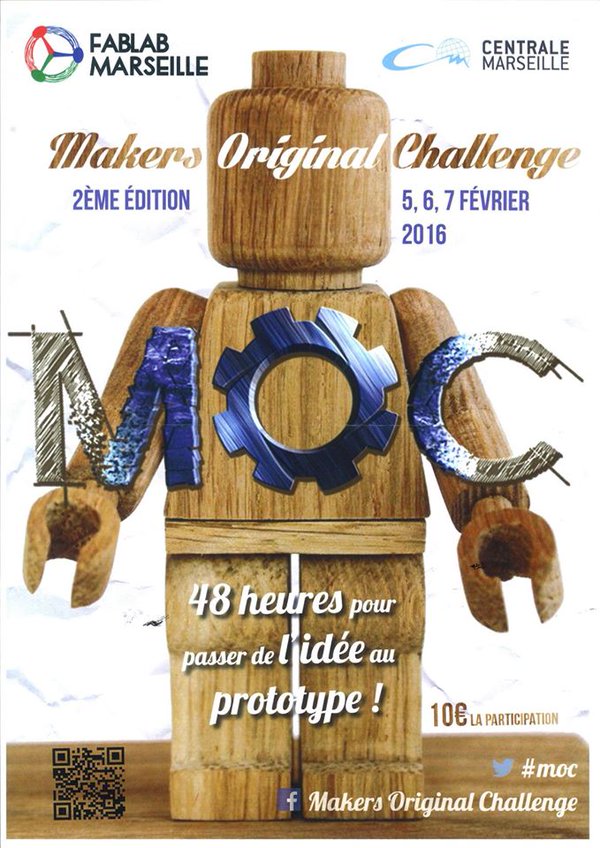 FABLAB
MARSEILLE
CENTRALE
MARSEILLE
Makers Original Challenge
2ÈME ÉDITION
5, 6, 7 FÉVRIER
2016
MOC
48 heures pour
passer de l'idée au
prototype !
10€ LA PARTICIPATION
#moc
Makers Original Challenge